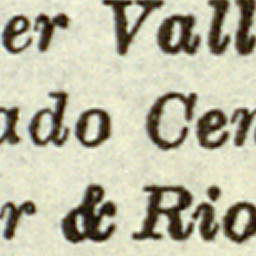 er Vall
ado Cen
r & Rio